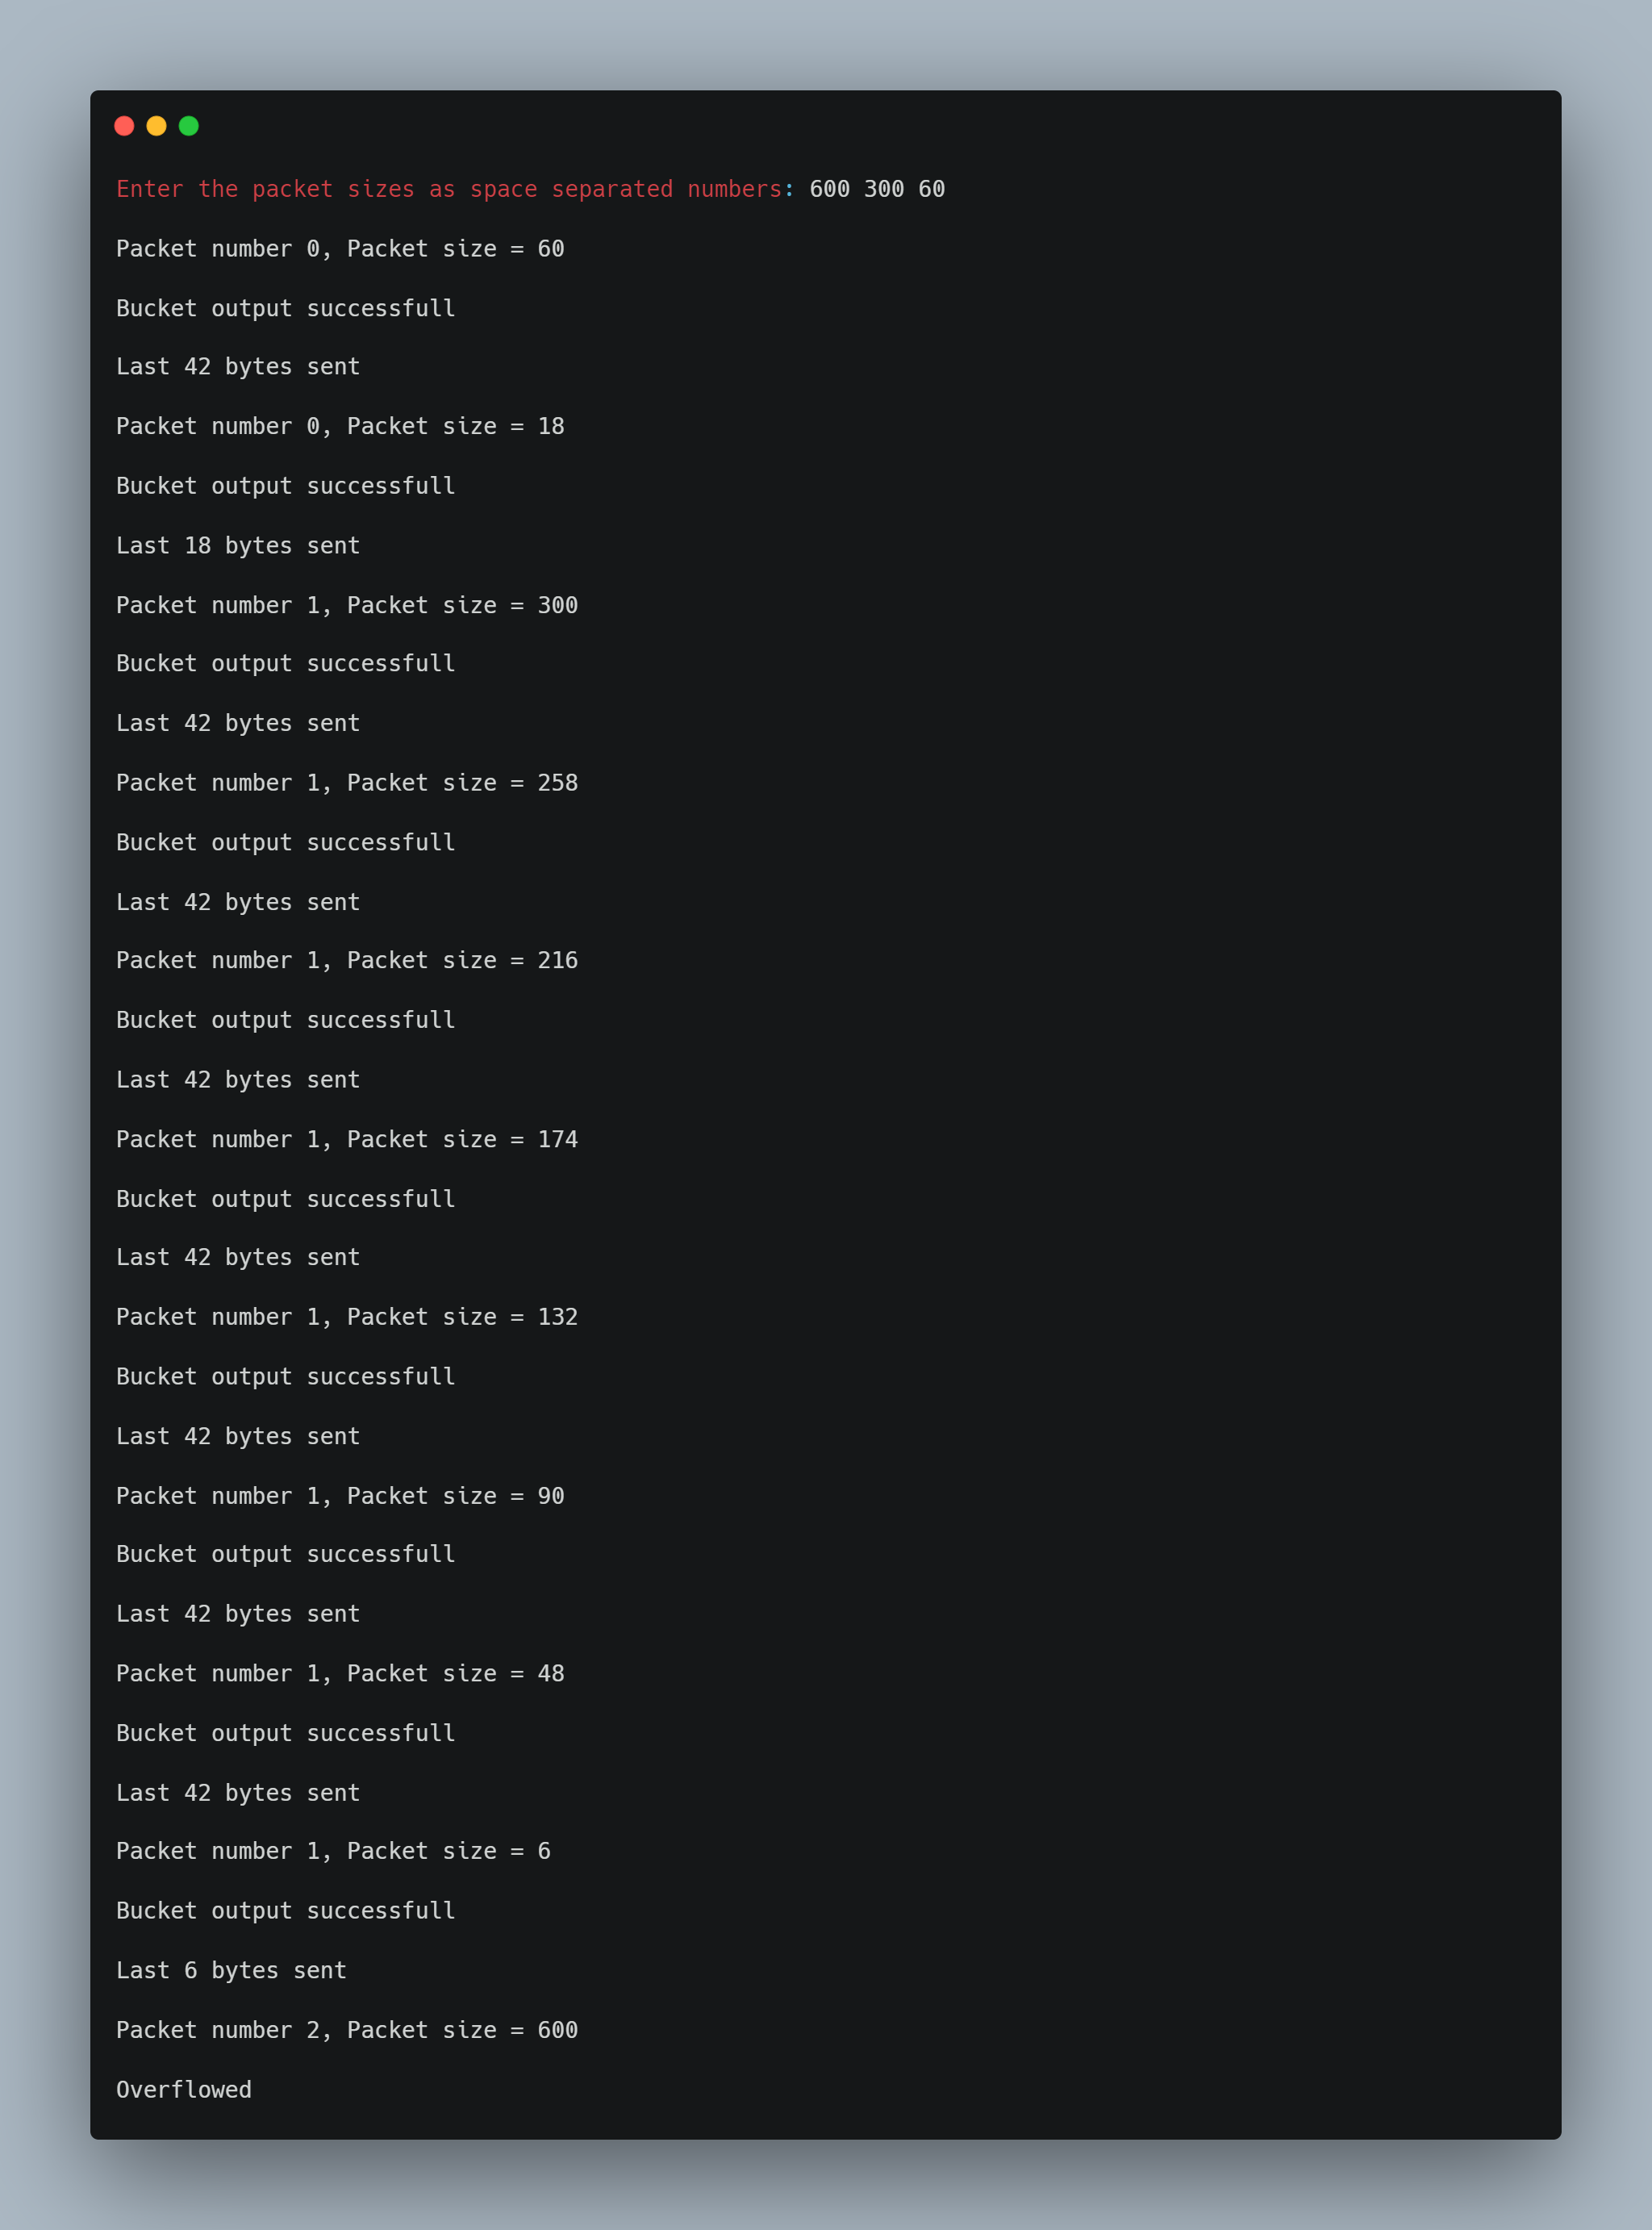 Enter the packet sizes as space separated numbers: 600 300 60
Packet number 0, Packet size = 60
Bucket output successfull
Last 42 bytes sent
Packet number 0, Packet size = 18
Bucket output successfull
Last 18 bytes sent
Packet number 1, Packet size = 300
Bucket output successfull
Last 42 bytes sent
Packet number 1, Packet size = 258
Bucket output successfull
Last 42 bytes sent
Packet number 1, Packet size = 216
Bucket output successfull
Last 42 bytes sent
Packet number 1, Packet size = 174
Bucket output successfull
Last 42 bytes sent
Packet number 1, Packet size = 132
Bucket output successfull
Last 42 bytes sent
Packet number 1, Packet size = 90
Bucket output successfull
Last 42 bytes sent
Packet number 1, Packet size = 48
Bucket output successfull
Last 42 bytes sent
Packet number 1, Packet size = 6
Bucket output successfull
Last 6 bytes sent
Packet number 2, Packet size = 600
Overflowed